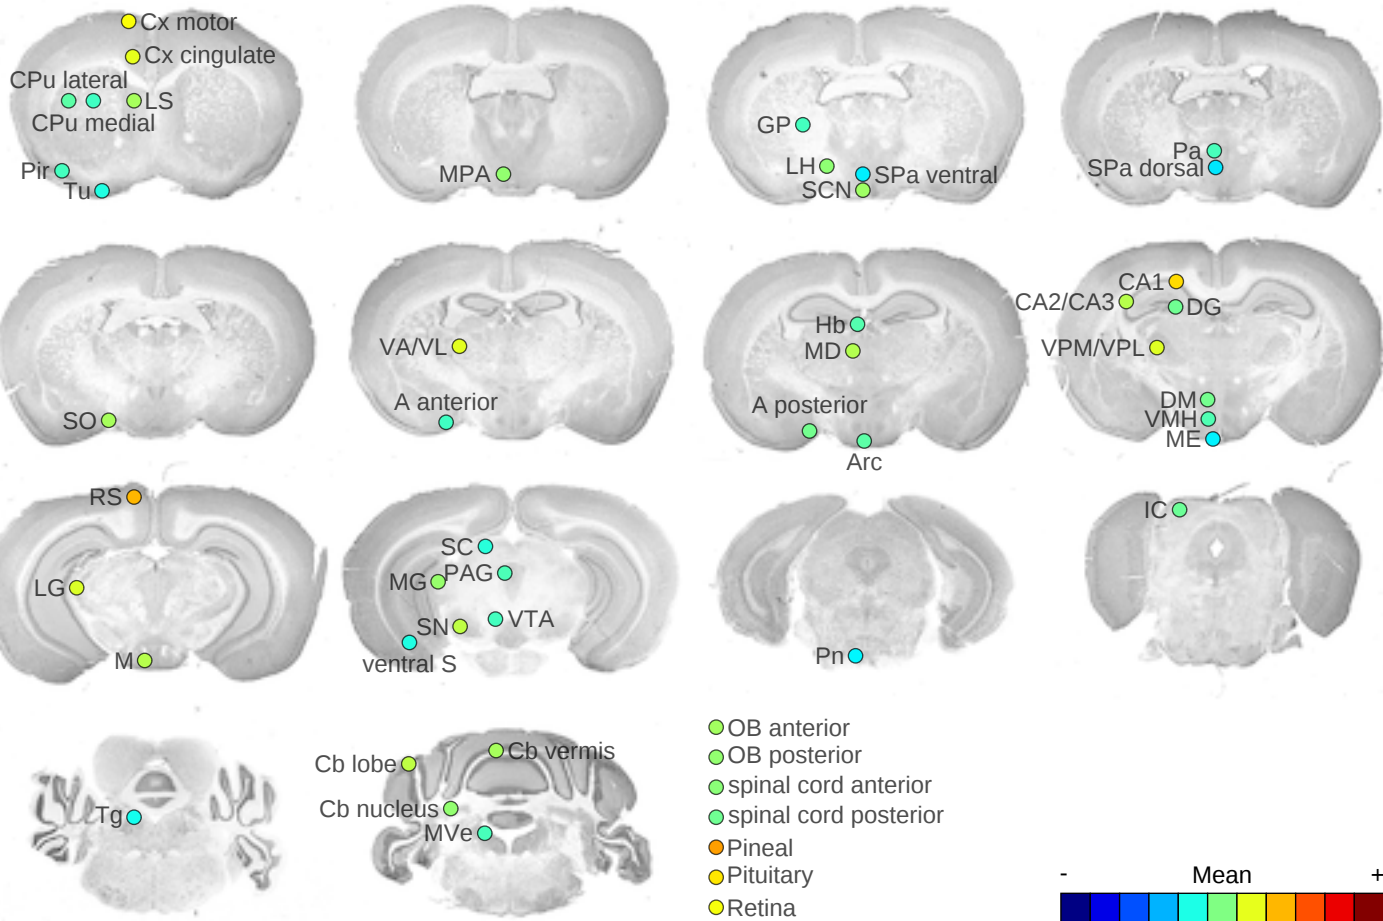 Cx motor
Cx cingulate
CPu lateral
LS
CPu medial
Pir
Tu
MPA
GP
LH
SPa ventral
SCN
Pa
SPa dorsal
SO
VA/VL
A anterior
Hb
MD
A posterior
Arc
CA1
CA2/CA3
DG
VPM/VPL
DM
VMH
ME
RS
LG
M
SC
PAG
MG
SN
VTA
ventral S
Pn
IC
Tg
Cb lobe
Cb vermis
Cb nucleus
MVe
OB anterior
OB posterior
spinal cord anterior
spinal cord posterior
Pineal
Pituitary
Retina
- Mean +